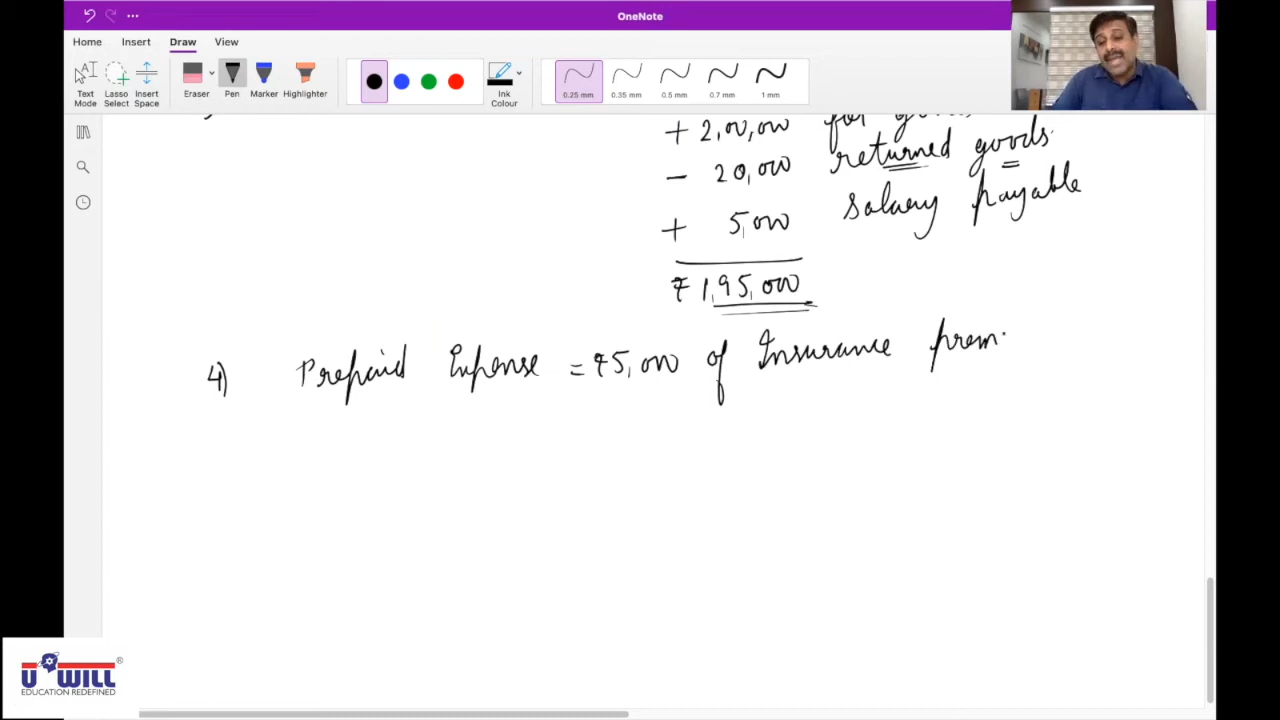 OneNote
Home Insert Draw View
Text Mode
Lasso Select
Insert Space
Eraser
Pen
Marker
Highlighter
Ink Colour
0.25 mm
0.35 mm
0.5 mm
0.7 mm
1 mm
+ 2,00,000 for goods
- 20,000 returned goods
+ 5,000 salary payable
₹ 1,95,000
4) Prepaid Expense = ₹5,000 of Insurance prem
U WILL ®
EDUCATION REDEFINED